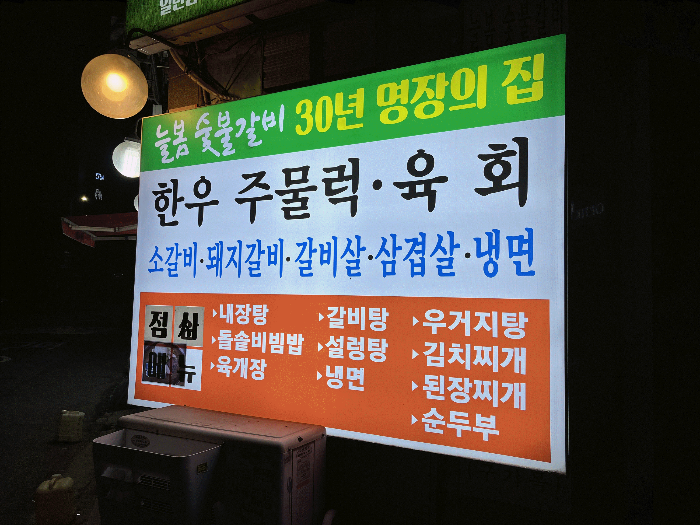 늘봄 숯불갈비 30년 명장의 집
한우 주물럭·육 회
소갈비·돼지갈비·갈비살·삼겹살·냉면
점심
메뉴
내장탕
돌솥비빔밥
육개장
갈비탕
설렁탕
냉면
우거지탕
김치찌개
된장찌개
순두부